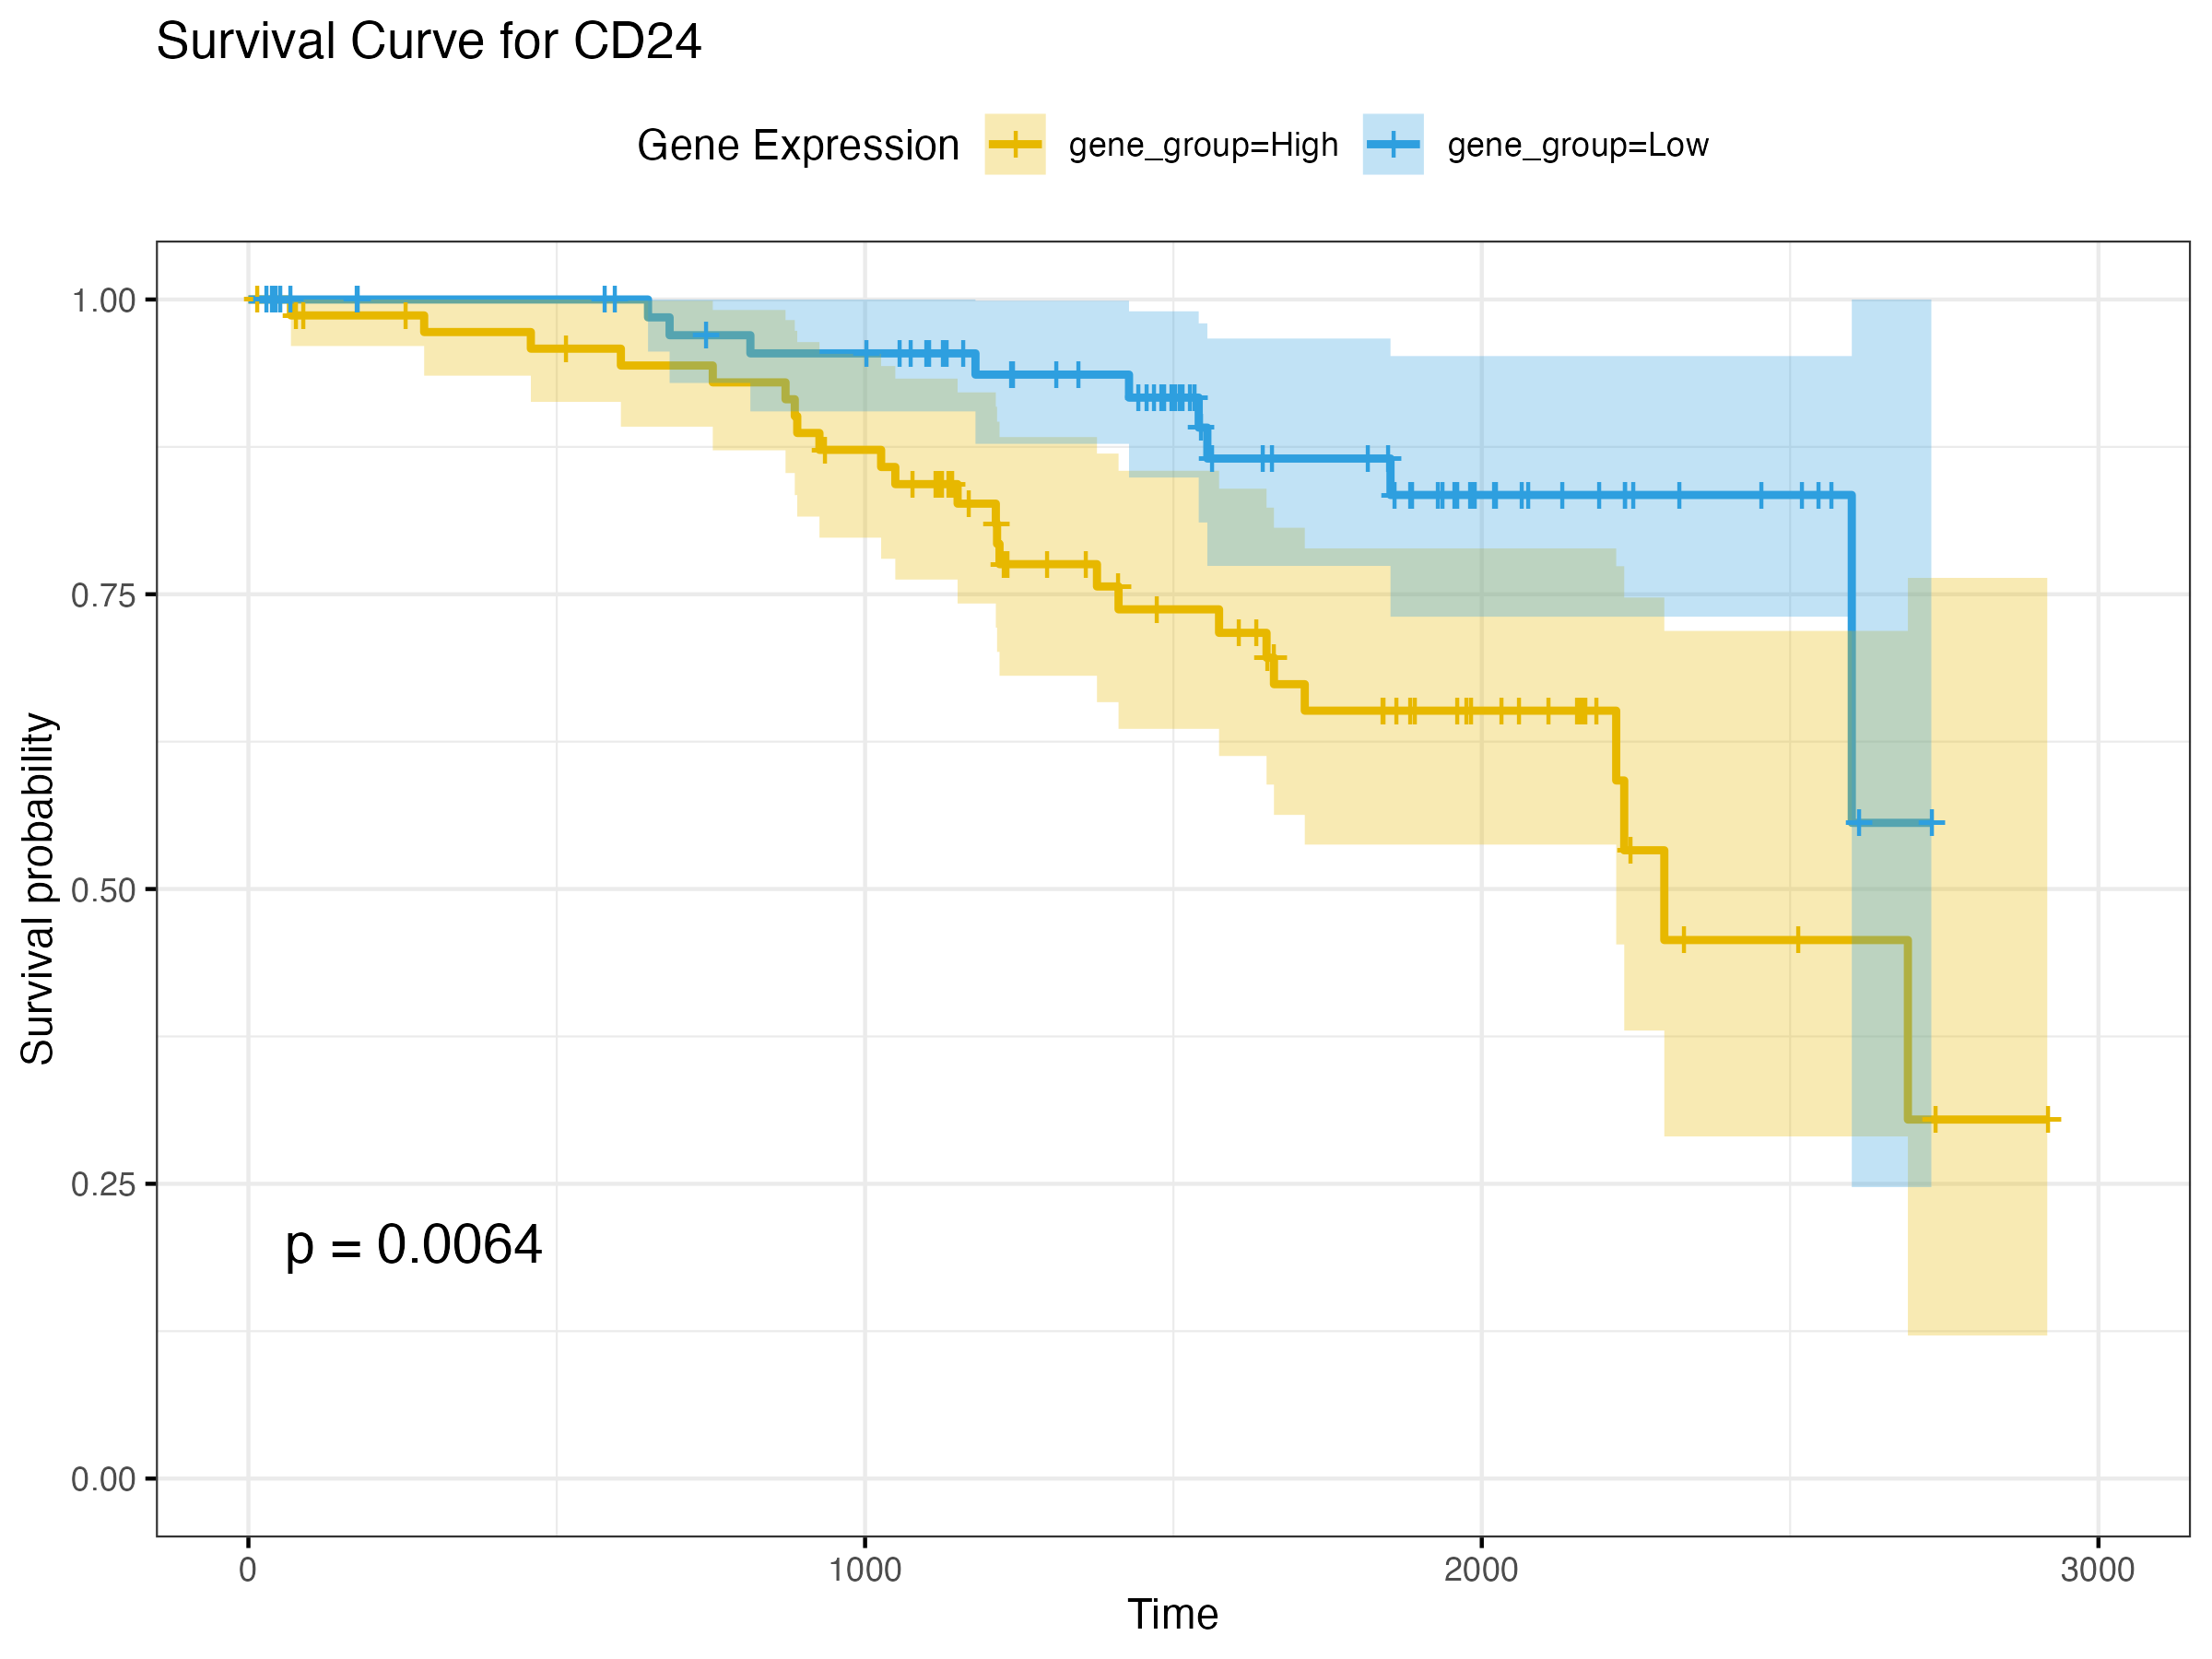 Survival Curve for CD24
Gene Expression gene_group=High gene_group=Low
Survival probability
1.00
0.75
0.50
0.25
0.00
p = 0.0064
0 1000 2000 3000
Time